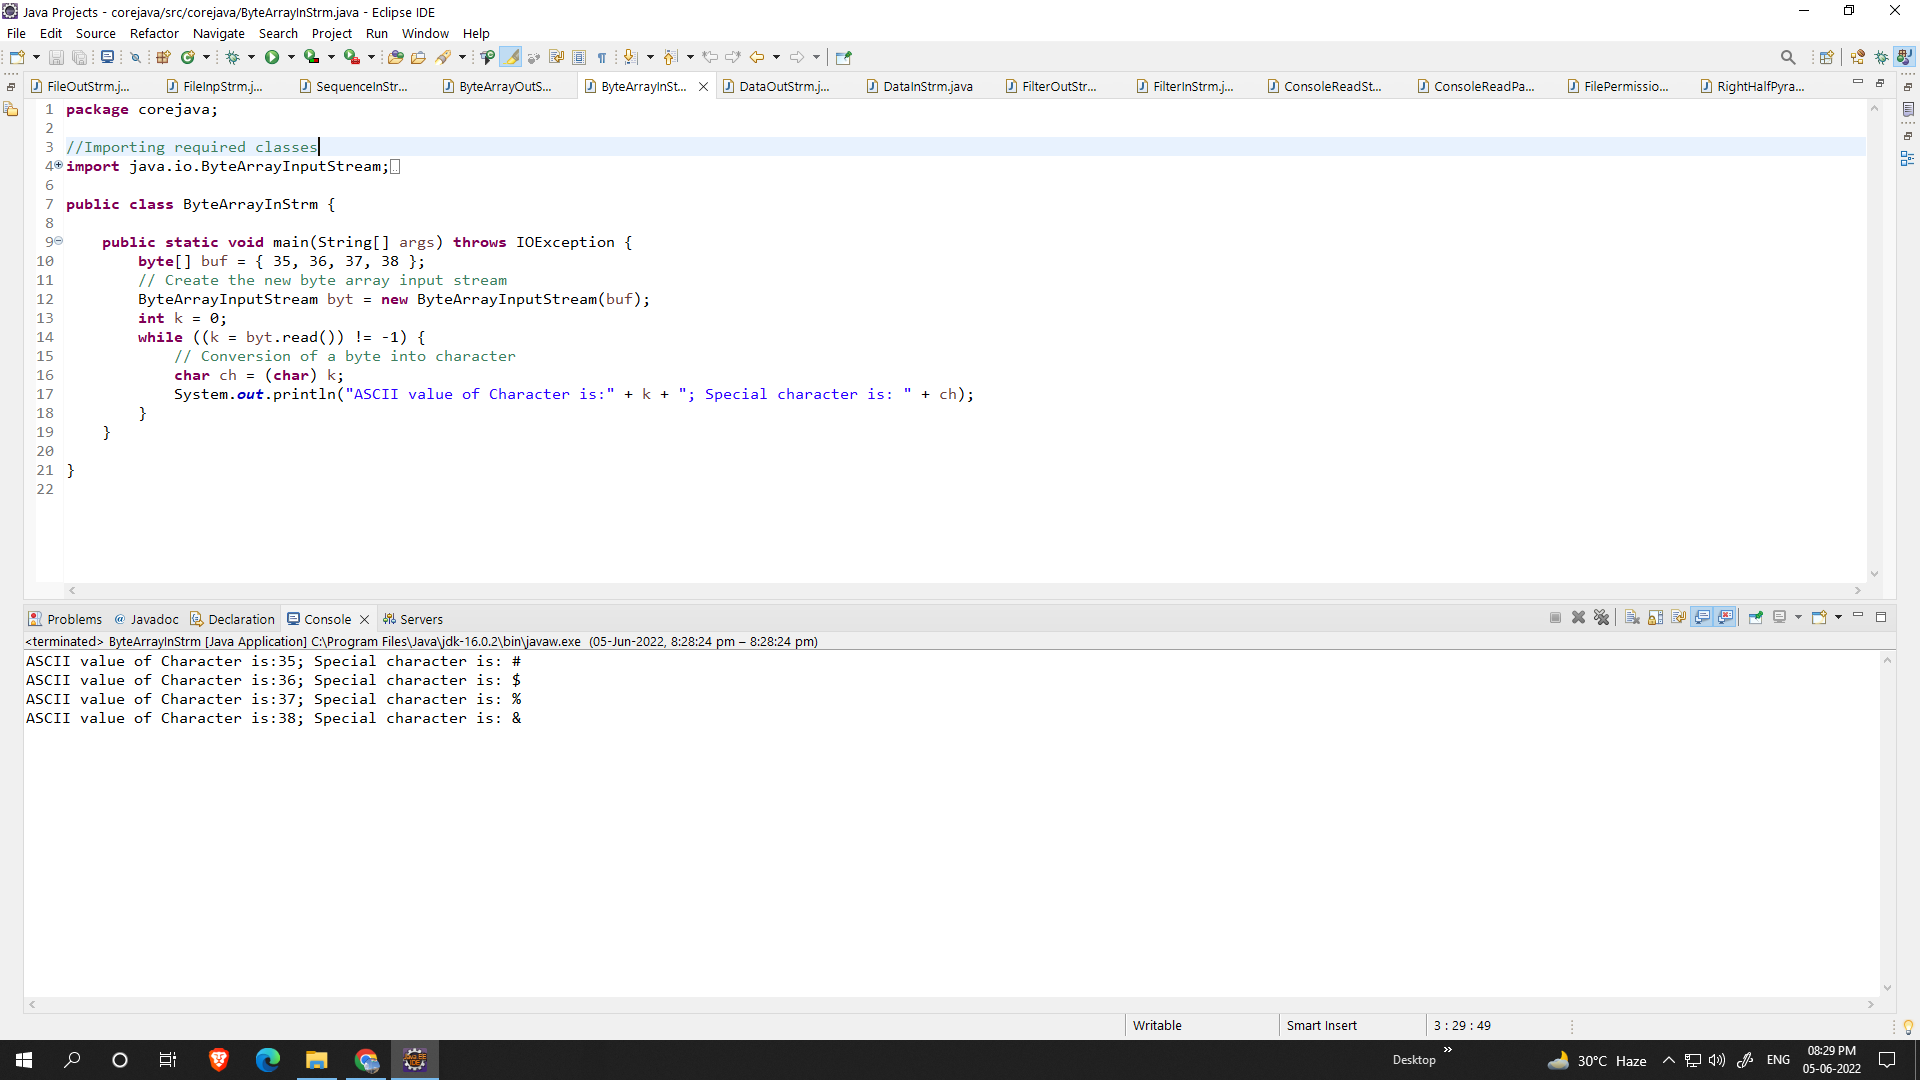 Java Projects - corejava/src/corejava/ByteArrayInStrm.java - Eclipse IDE
File Edit Source Refactor Navigate Search Project Run Window Help
FileOutStrm.j... FileInpStrm.j... SequenceInStr... ByteArrayOutS... ByteArrayInSt... DataOutStrm.j... DataInStrm.java FilterOutStr... FilterInStrm.j... ConsoleReadSt... ConsoleReadPa... FilePermissio... RightHalfPyra...
1 package corejava;
2
3 //Importing required classes
4 import java.io.ByteArrayInputStream;
6
7 public class ByteArrayInStrm {
8
9 public static void main(String[] args) throws IOException {
10 byte[] buf = { 35, 36, 37, 38 };
11 // Create the new byte array input stream
12 ByteArrayInputStream byt = new ByteArrayInputStream(buf);
13 int k = 0;
14 while ((k = byt.read()) != -1) {
15 // Conversion of a byte into character
16 char ch = (char) k;
17 System.out.println("ASCII value of Character is:" + k + "; Special character is: " + ch);
18 }
19 }
20
21 }
22
Problems Javadoc Declaration Console Servers
<terminated> ByteArrayInStrm [Java Application] C:\Program Files\Java\jdk-16.0.2\bin\javaw.exe (05-Jun-2022, 8:28:24 pm – 8:28:24 pm)
ASCII value of Character is:35; Special character is: #
ASCII value of Character is:36; Special character is: $
ASCII value of Character is:37; Special character is: %
ASCII value of Character is:38; Special character is: &
Writable Smart Insert 3 : 29 : 49
Desktop 30°C Haze ENG 08:29 PM
05-06-2022